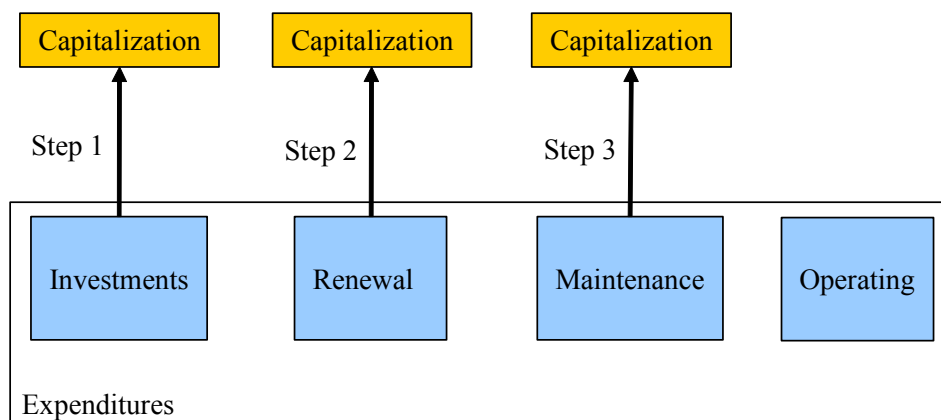 Capitalization
Capitalization
Capitalization
Step 1
Step 2
Step 3
Investments
Renewal
Maintenance
Operating
Expenditures